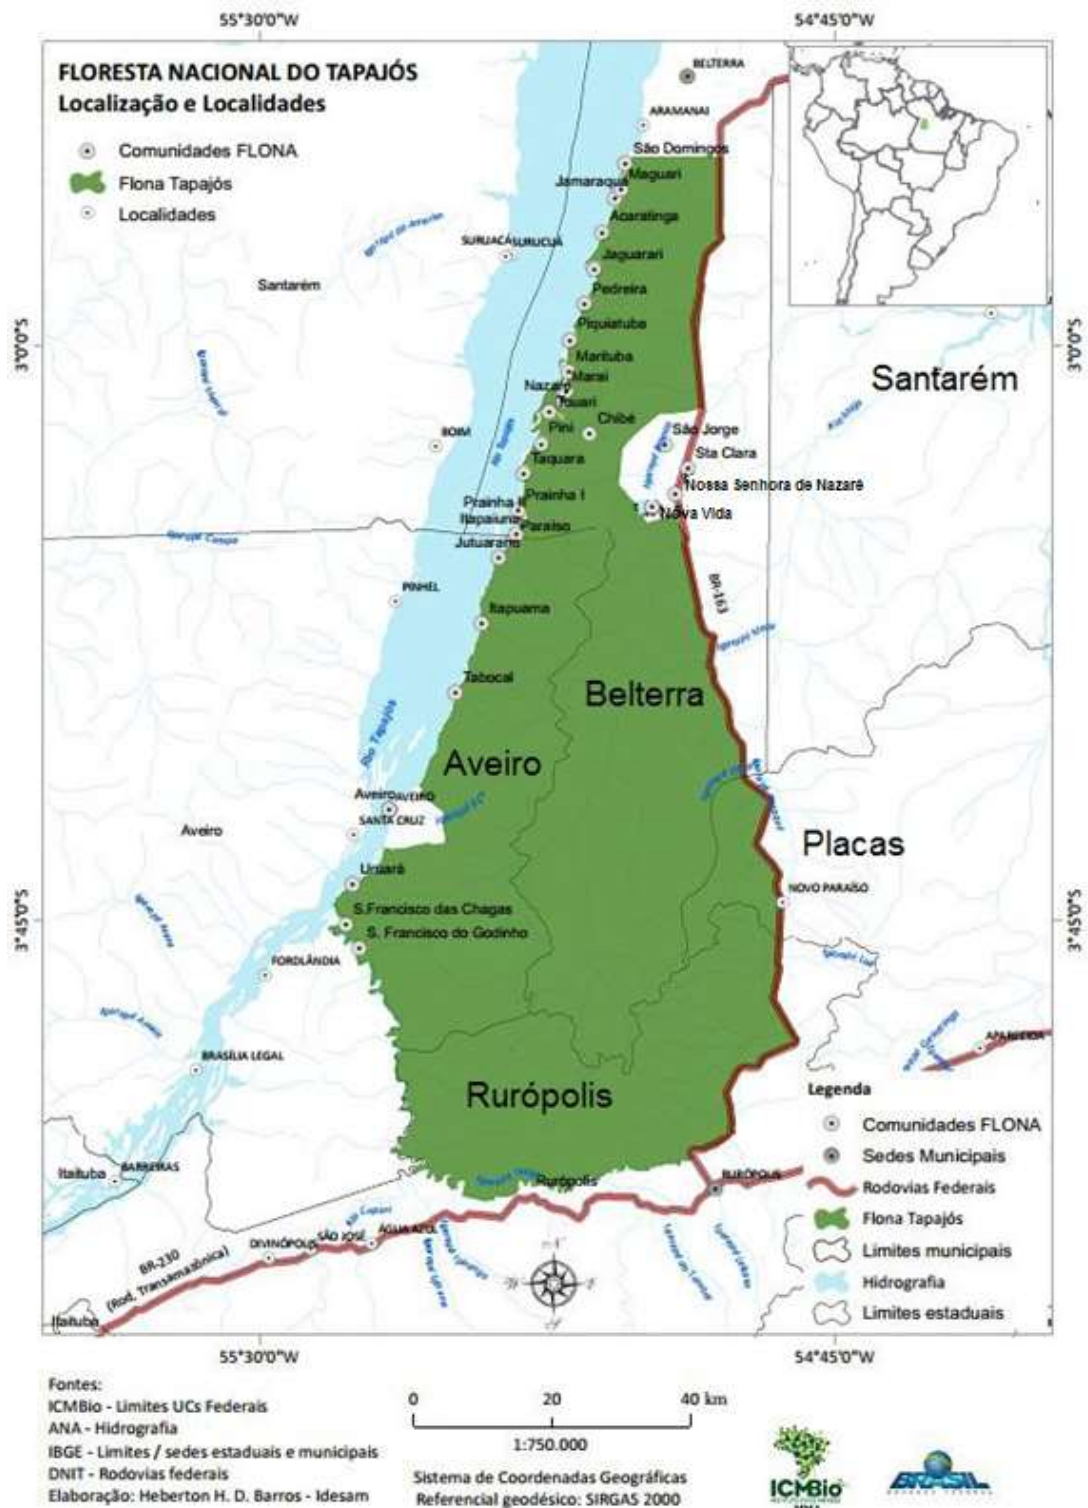 55°30'0"W
54°45'0"W
FLORESTA NACIONAL DO TAPAJÓS
Localização e Localidades
Comunidades FLONA
Flona Tapajós
Localidades
BELTERRA
ARAMANAI
São Domingos
Maguari
Jamaraquá
Acaratinga
SURUACÁ
SURUCUÁ
Jaguarari
Santarém
Pedreira
Piquiatuba
3°0'0"S
3°0'0"S
Marituba
Marai
Nazaré
Tauari
Santarém
Chibé
Pini
São Jorge
BOIM
Sta Clara
Taquara
Nossa Senhora de Nazaré
Prainha I
Prainha II
Nova Vida
Itapaiuna
Paraíso
Jutuarana
BR-163
PINHEL
Itapuama
Tabocal
Belterra
Rio Tapajós
Aveiro
Aveiro
AVEIRO
SANTA CRUZ
Aveiro
Placas
Uruará
NOVO PARAÍSO
S.Francisco das Chagas
3°45'0"S
3°45'0"S
S. Francisco do Godinho
FORDLÂNDIA
APARECIDA
BRASÍLIA LEGAL
Rurópolis
Legenda
Comunidades FLONA
Sedes Municipais
Rodovias Federais
Flona Tapajós
Limites municipais
Hidrografia
Limites estaduais
Itaituba
BARREIRAS
Rurópolis
RURÓPOLIS
DIVINÓPOLIS
SÃO JOSÉ
ÁGUA AZUL
BR-230
(Rod. Transamazônica)
Itaituba
55°30'0"W
54°45'0"W
Fontes:
ICMBio - Limites UCs Federais
ANA - Hidrografia
IBGE - Limites / sedes estaduais e municipais
DNIT - Rodovias federais
Elaboração: Heberton H. D. Barros - Idesam
0 20 40 km
1:750.000
Sistema de Coordenadas Geográficas
Referencial geodésico: SIRGAS 2000
ICMBio
BRASIL